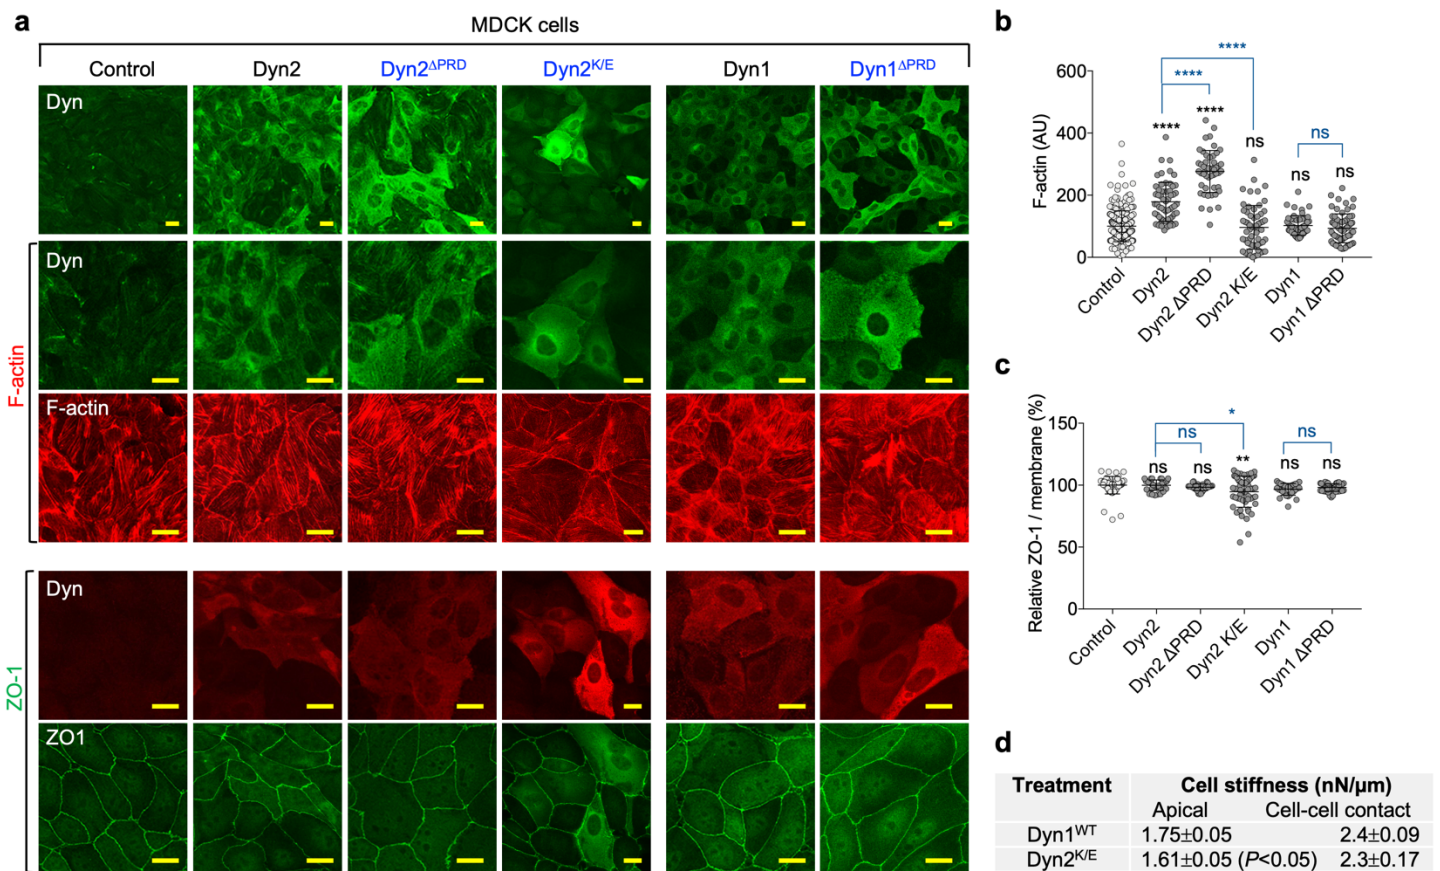 a
MDCK cells
Control Dyn2 Dyn2ΔPRD Dyn2K/E Dyn1 Dyn1ΔPRD
Dyn
F-actin
Dyn
F-actin
ZO-1
Dyn
ZO1
b
F-actin (AU)
600
400
200
0
****
****
****
****
ns
ns
ns
ns
Control
Dyn2
Dyn2 ΔPRD
Dyn2 K/E
Dyn1
Dyn1 ΔPRD
c
Relative ZO-1 / membrane (%)
150
100
50
0
*
ns
ns
ns
ns
**
ns
ns
Control
Dyn2
Dyn2 ΔPRD
Dyn2 K/E
Dyn1
Dyn1 ΔPRD
d
Treatment Cell stiffness (nN/µm)
Apical Cell-cell contact
Dyn1WT 1.75±0.05 2.4±0.09
Dyn2K/E 1.61±0.05 (P<0.05) 2.3±0.17